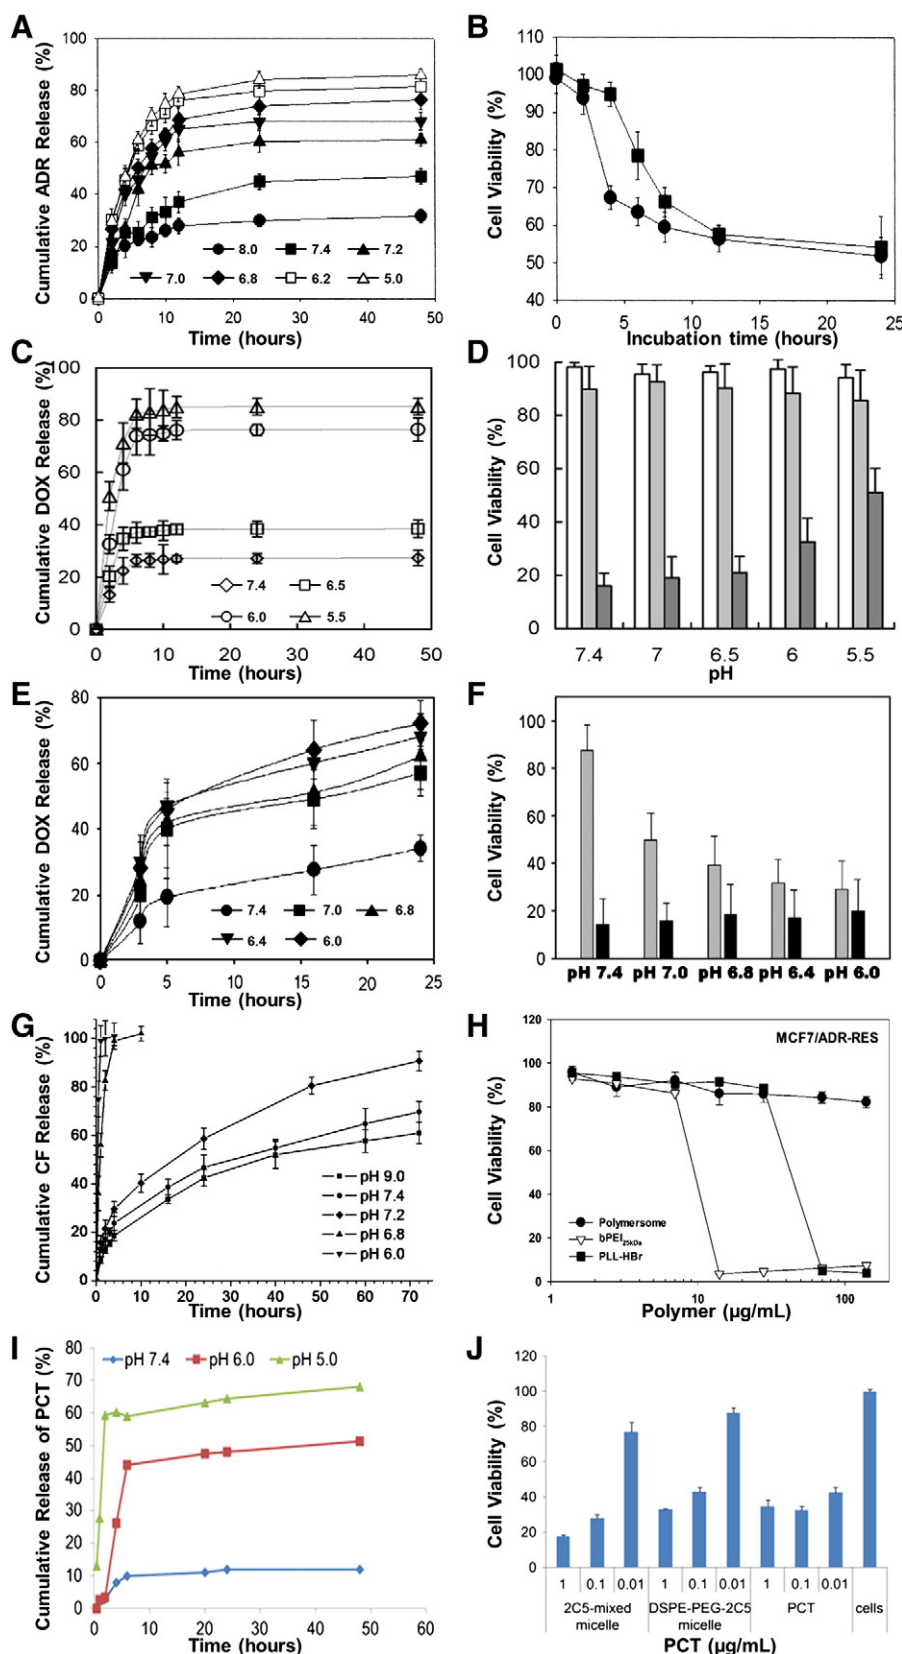 A
Cumulative ADR Release (%)
100
80
60
40
20
0
8.0 7.4 7.2
7.0 6.8 6.2 5.0
0 10 20 30 40 50
Time (hours)
B
Cell Viability (%)
110
100
90
80
70
60
50
40
0 5 10 15 20 25
Incubation time (hours)
C
Cumulative DOX Release (%)
100
80
60
40
20
0
7.4 6.5
6.0 5.5
0 10 20 30 40 50
Time (hours)
D
Cell Viability (%)
100
80
60
40
20
0
7.4 7 6.5 6 5.5
pH
E
Cumulative DOX Release (%)
80
60
40
20
0
7.4 7.0 6.8
6.4 6.0
0 5 10 15 20 25
Time (hours)
F
Cell Viability (%)
100
80
60
40
20
0
pH 7.4 pH 7.0 pH 6.8 pH 6.4 pH 6.0
G
Cumulative CF Release (%)
100
80
60
40
20
0
pH 9.0
pH 7.4
pH 7.2
pH 6.8
pH 6.0
0 10 20 30 40 50 60 70
Time (hours)
H
Cell Viability (%)
120
100
80
60
40
20
0
MCF7/ADR-RES
Polymersome
bPEI25kDa
PLL-HBr
1 10 100
Polymer (µg/mL)
I
Cumulative Release of PCT (%)
80
70
60
50
40
30
20
10
0
pH 7.4 pH 6.0 pH 5.0
0 10 20 30 40 50 60
Time (hours)
J
Cell Viability (%)
120
100
80
60
40
20
0
1 0.1 0.01 1 0.1 0.01 1 0.1 0.01
2C5-mixed micelle DSPE-PEG-2C5 micelle PCT cells
PCT (µg/mL)